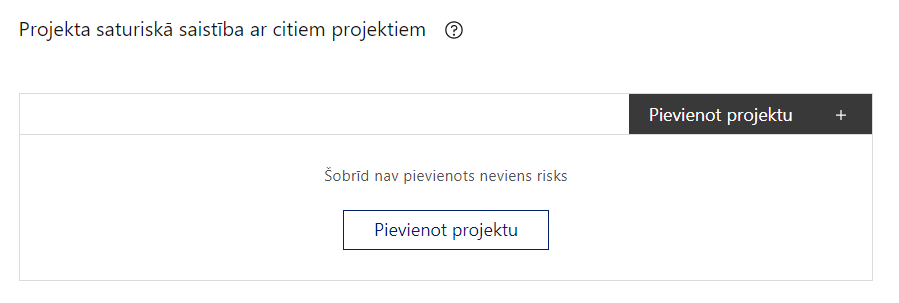 Projekta saturiskā saistība ar citiem projektiem ?
Pievienot projektu +
Šobrīd nav pievienots neviens risks
Pievienot projektu